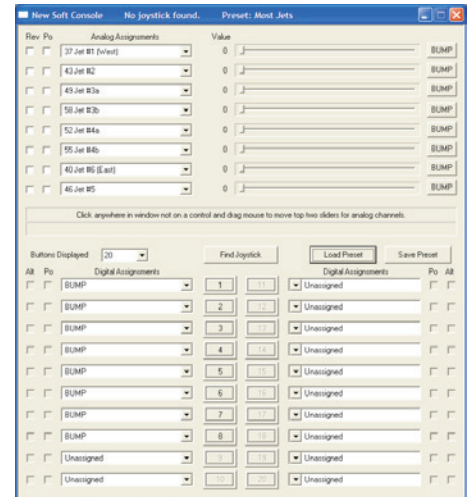 New Soft Console No joystick found. Preset: Most Jets
Rev Po Analog Assignments Value
37 Jet #1 (West) 0 BUMP
43 Jet #2 0 BUMP
49 Jet #3a 0 BUMP
58 Jet #3b 0 BUMP
52 Jet #4a 0 BUMP
55 Jet #4b 0 BUMP
40 Jet #6 (East) 0 BUMP
46 Jet #5 0 BUMP
Click anywhere in window not on a control and drag mouse to move top two sliders for analog channels.
Buttons Displayed 20 Find Joystick Load Preset Save Preset
Alt Po Digital Assignments Digital Assignments Po Alt
BUMP 1 11 Unassigned
BUMP 2 12 Unassigned
BUMP 3 13 Unassigned
BUMP 4 14 Unassigned
BUMP 5 15 Unassigned
BUMP 6 16 Unassigned
BUMP 7 17 Unassigned
BUMP 8 18 Unassigned
Unassigned 9 19 Unassigned
Unassigned 10 20 Unassigned